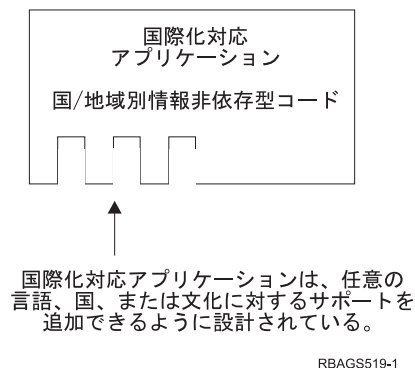 国際化対応
アプリケーション
国/地域別情報非依存型コード
国際化対応アプリケーションは、任意の
言語、国、または文化に対するサポートを
追加できるように設計されている。
RBAGS519-1